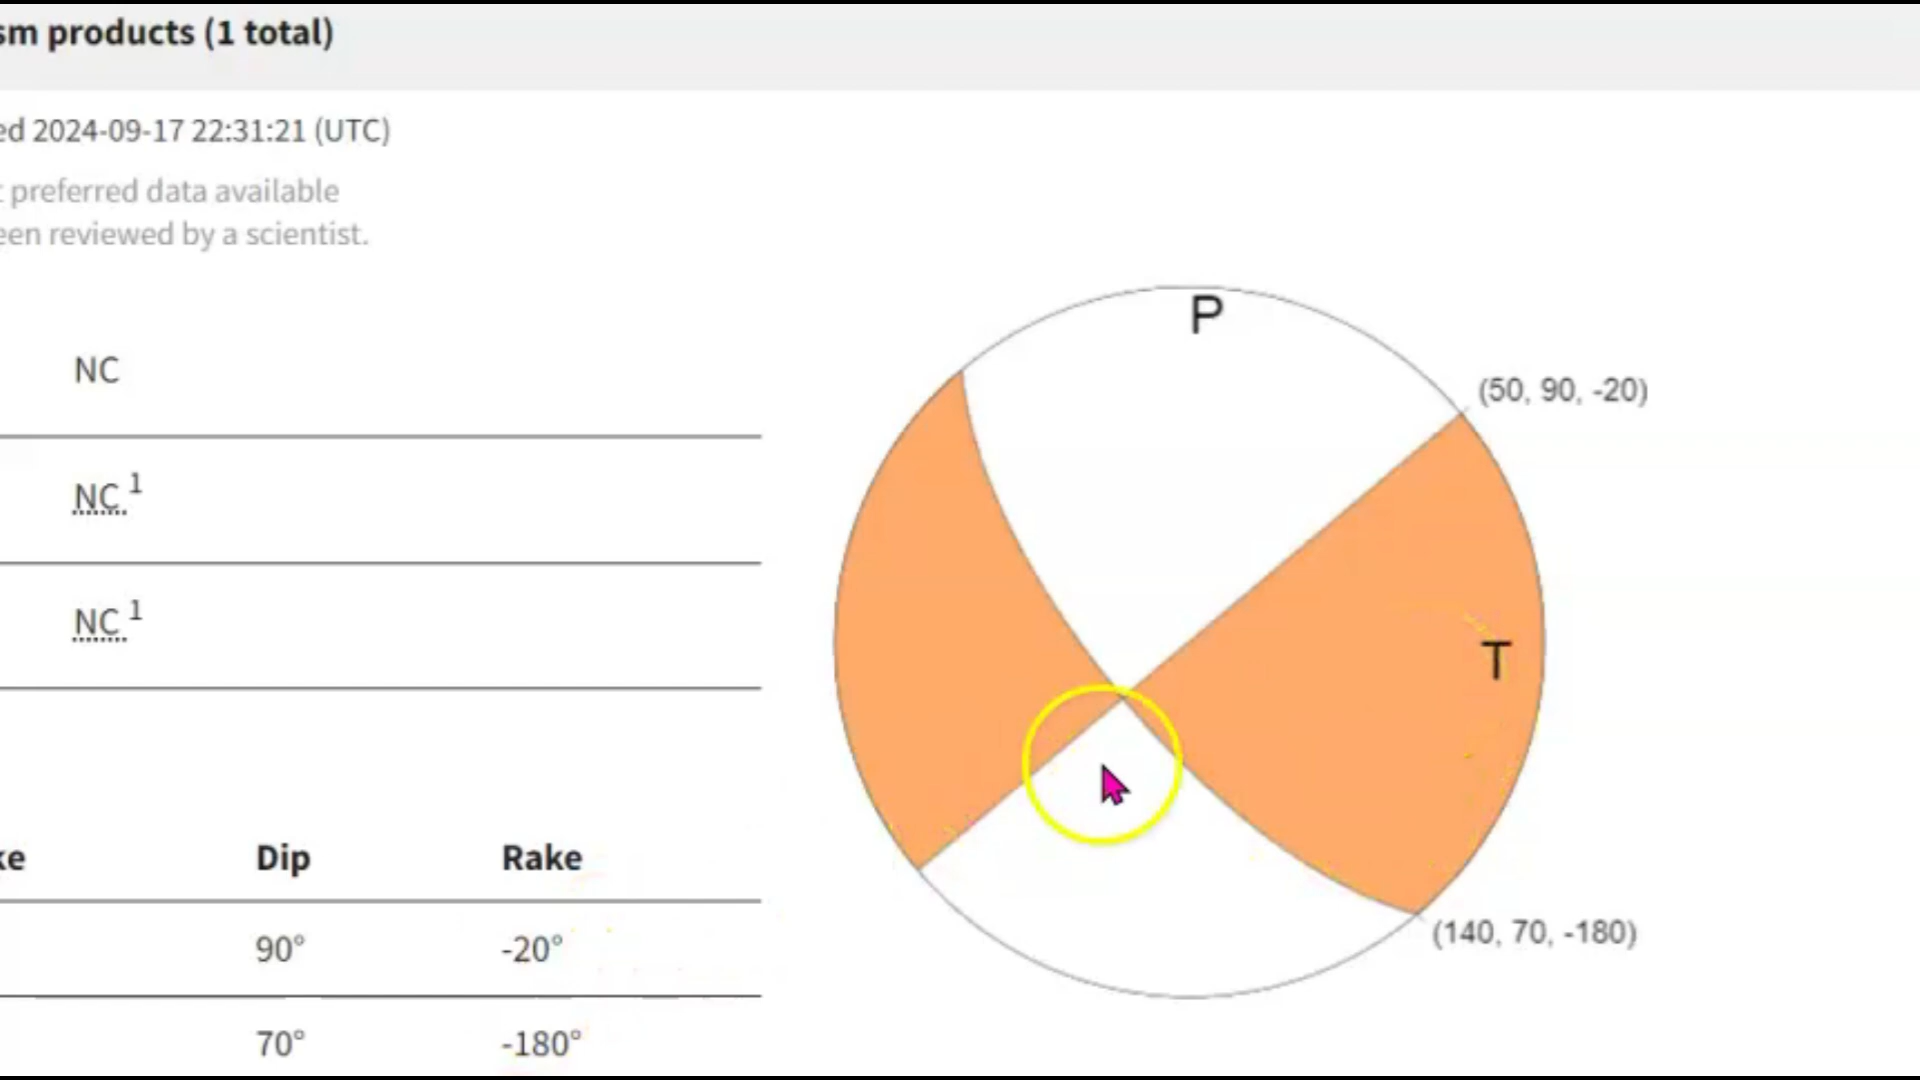 sm products (1 total)
ed 2024-09-17 22:31:21 (UTC)
preferred data available
een reviewed by a scientist.
NC
NC 1
NC 1
ke Dip Rake
90° -20°
70° -180°
P
(50, 90, -20)
T
(140, 70, -180)